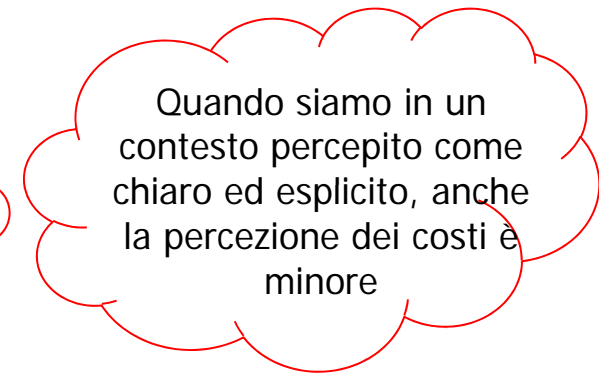 Quando siamo in un
contesto percepito come
chiaro ed esplicito, anche
la percezione dei costi è
minore